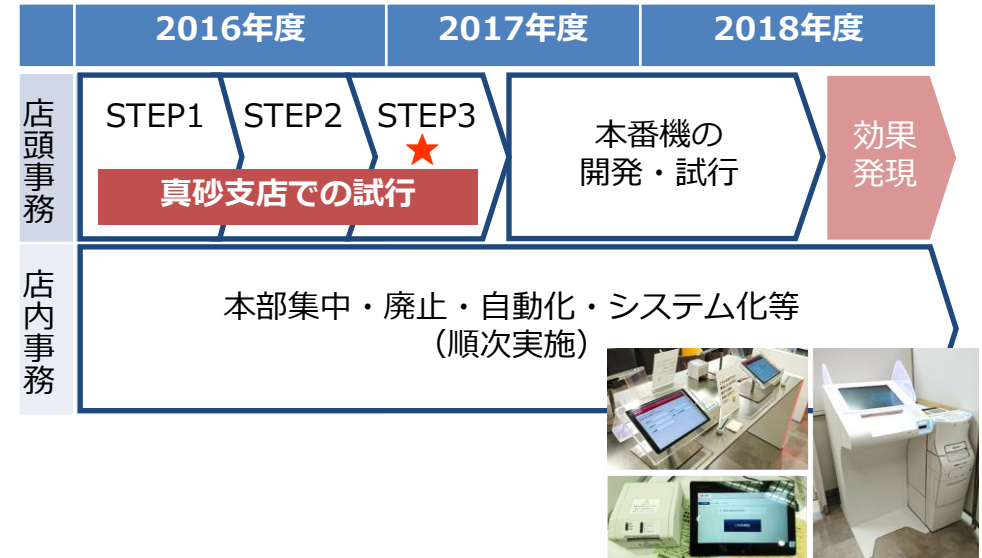 2016年度
2017年度
2018年度
店頭事務
STEP1
STEP2
STEP3
★
真砂支店での試行
本番機の
開発・試行
効果
発現
店内事務
本部集中・廃止・自動化・システム化等
（順次実施）